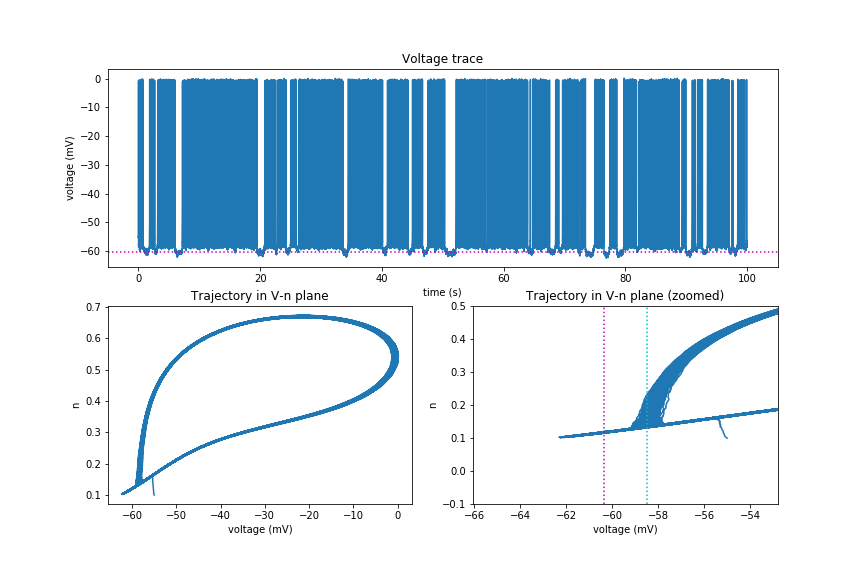 Voltage trace
voltage (mV)
0
−10
−20
−30
−40
−50
−60
0 20 40 60 80 100
time (s)
Trajectory in V-n plane
n
0.7
0.6
0.5
0.4
0.3
0.2
0.1
−60 −50 −40 −30 −20 −10 0
voltage (mV)
Trajectory in V-n plane (zoomed)
n
0.5
0.4
0.3
0.2
0.1
0.0
−0.1
−66 −64 −62 −60 −58 −56 −54
voltage (mV)